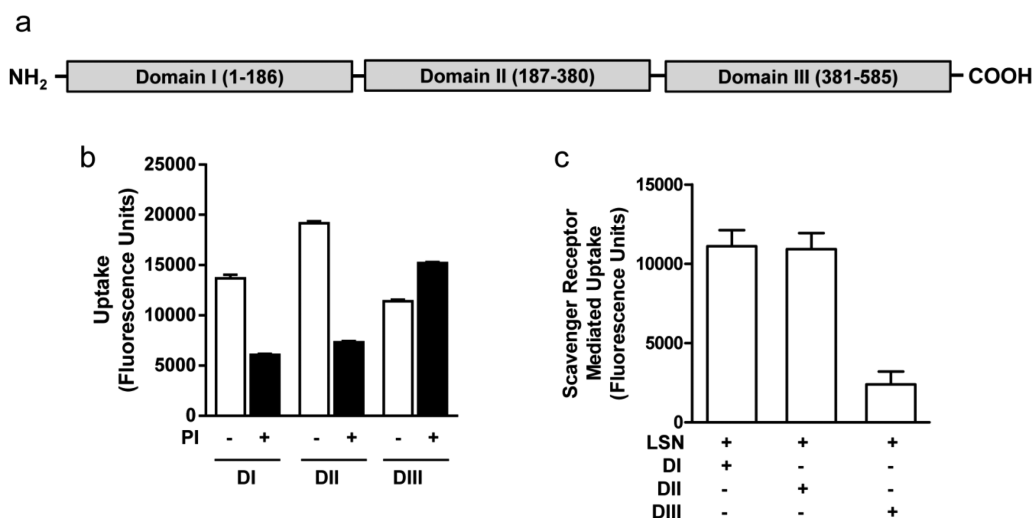 a
NH2 Domain I (1-186) Domain II (187-380) Domain III (381-585) COOH
b
Uptake
(Fluorescence Units)
25000
20000
15000
10000
5000
0
PI - + - + - +
DI DII DIII
c
Scavenger Receptor
Mediated Uptake
(Fluorescence Units)
15000
10000
5000
0
LSN + + +
DI + - -
DII - + -
DIII - - +